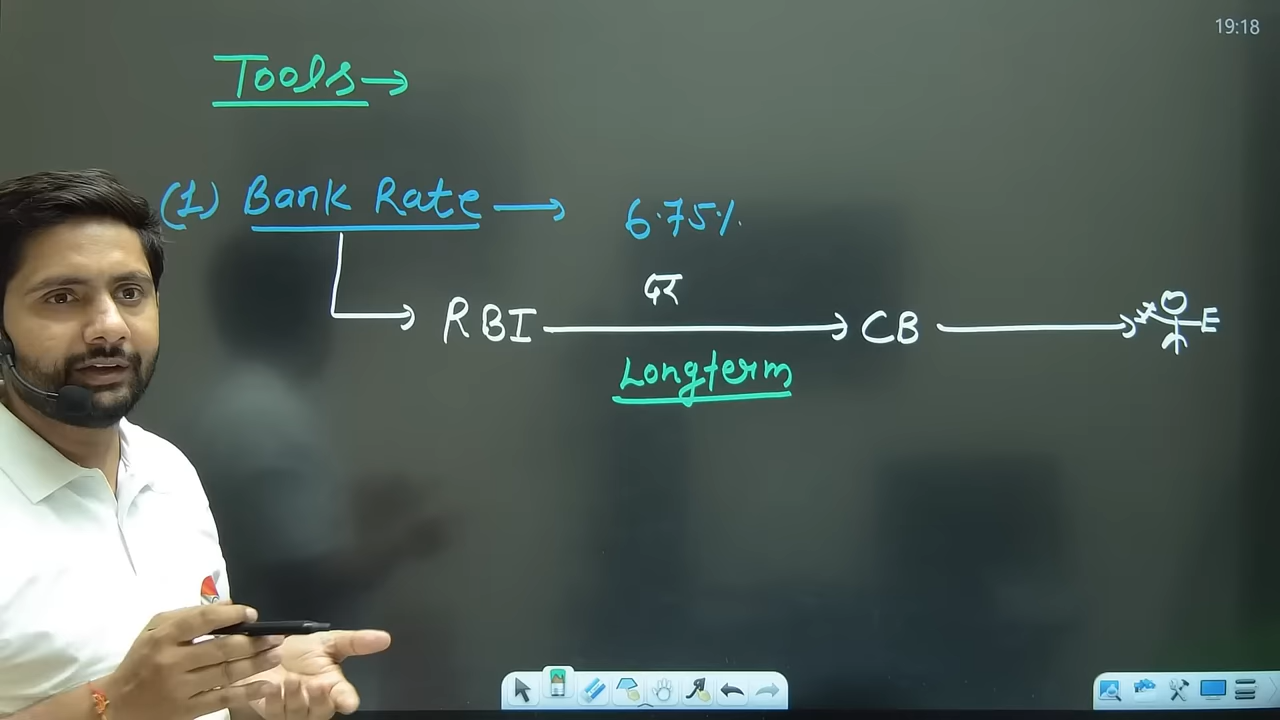 19:18
Tools →
(1) Bank Rate → 6.75%
दर
RBI → CB →
Longterm